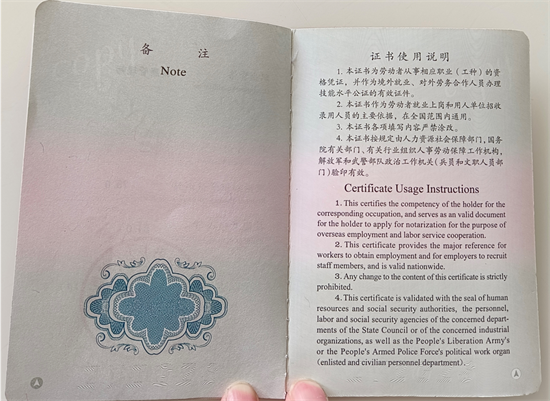 备 注
Note
证书使用说明
1. 本证书为劳动者从事相应职业（工种）的资
格凭证，并作为境外就业、对外劳务合作人员办理
技能水平公证的有效证件。
2. 本证书作为劳动者就业上岗和用人单位招收
录用人员的主要依据，在全国范围内通用。
3. 本证书各项填写内容严禁涂改。
4. 本证书按规定由人力资源社会保障部门，国务
院有关部门、有关行业组织人事劳动保障工作机构，
解放军和武警部队政治工作机关（兵员和文职人员部
门）验印有效。
Certificate Usage Instructions
1. This certifies the competency of the holder for the
corresponding occupation, and serves as an valid document
for the holder to apply for notarization for the purpose of
overseas employment and labor service cooperation.
2. This certificate provides the major reference for
workers to obtain employment and for employers to recruit
staff members, and is valid nationwide.
3. Any change to the content of this certificate is strictly
prohibited.
4. This certificate is validated with the seal of human
resources and social security authorities, the personnel,
labor and social security agencies of the concerned depart-
ments of the State Council or of the concerned industrial
organizations, as well as the People's Liberation Army's
or the People's Armed Police Force's political work organ
(enlisted and civilian personnel department).